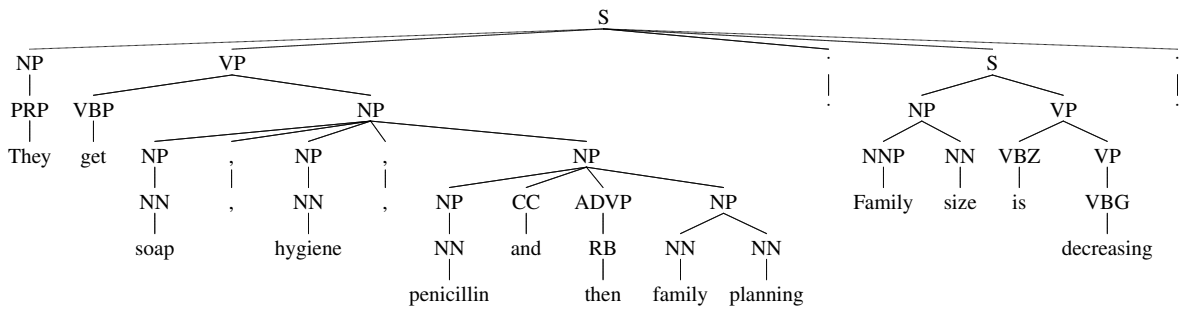 S
NP VP . S .
PRP VBP NP . NP VP .
They get NP , NP , NP NNP NN VBZ VP
NN , NN , NP CC ADVP NP Family size is VBG
soap hygiene NN and RB NN NN decreasing
penicillin then family planning